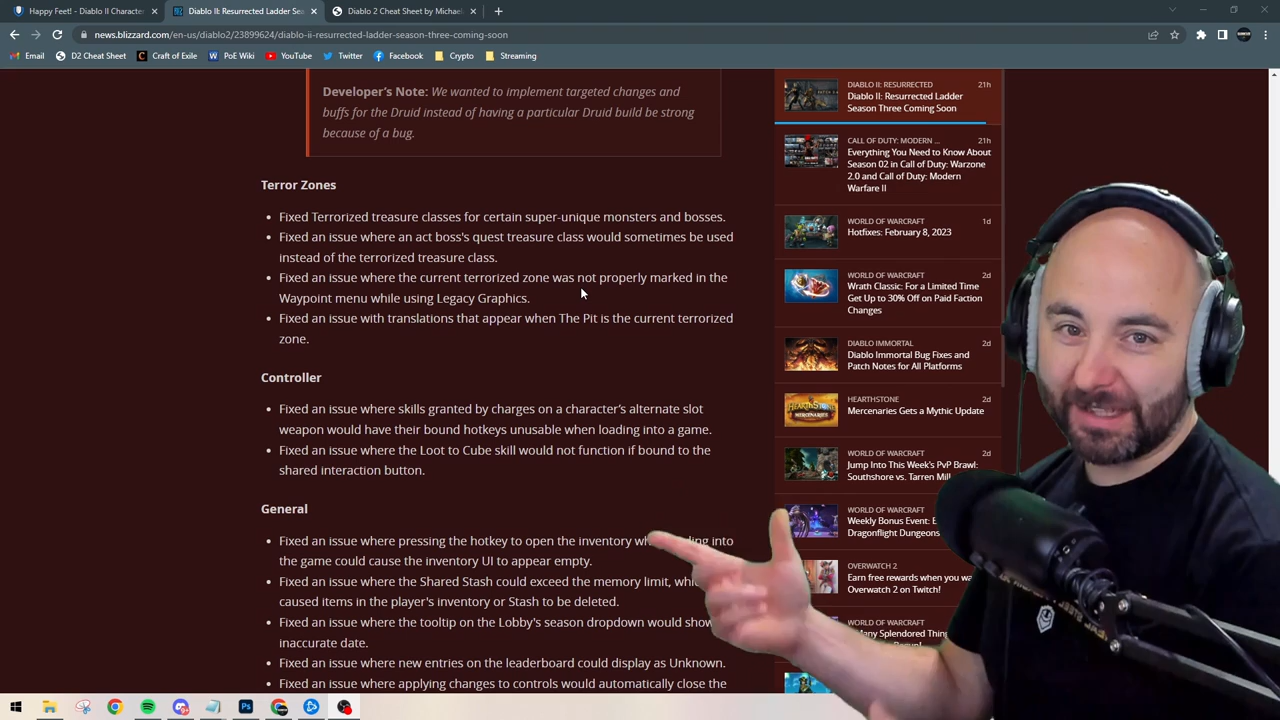 Happy Feet! - Diablo II Character
Diablo II: Resurrected Ladder Sea
Diablo 2 Cheat Sheet by Michael
news.blizzard.com/en-us/diablo2/23899624/diablo-ii-resurrected-ladder-season-three-coming-soon
Email
D2 Cheat Sheet
Craft of Exile
PoE Wiki
YouTube
Twitter
Facebook
Crypto
Streaming
Developer's Note: We wanted to implement targeted changes and
buffs for the Druid instead of having a particular Druid build be strong
because of a bug.
Terror Zones
• Fixed Terrorized treasure classes for certain super-unique monsters and bosses.
• Fixed an issue where an act boss's quest treasure class would sometimes be used
instead of the terrorized treasure class.
• Fixed an issue where the current terrorized zone was not properly marked in the
Waypoint menu while using Legacy Graphics.
• Fixed an issue with translations that appear when The Pit is the current terrorized
zone.
Controller
• Fixed an issue where skills granted by charges on a character's alternate slot
weapon would have their bound hotkeys unusable when loading into a game.
• Fixed an issue where the Loot to Cube skill would not function if bound to the
shared interaction button.
General
• Fixed an issue where pressing the hotkey to open the inventory into
the game could cause the inventory UI to appear empty.
• Fixed an issue where the Shared Stash could exceed the memory limit,
caused items in the player's inventory or Stash to be deleted.
• Fixed an issue where the tooltip on the Lobby's season dropdown would show
inaccurate date.
• Fixed an issue where new entries on the leaderboard could display as Unknown.
• Fixed an issue where applying changes to controls would automatically close the
DIABLO II: RESURRECTED 21h
Diablo II: Resurrected Ladder
Season Three Coming Soon
CALL OF DUTY: MODERN ... 21h
Everything You Need to Know About
Season 02 in Call of Duty: Warzone
2.0 and Call of Duty: Modern
Warfare II
WORLD OF WARCRAFT 1d
Hotfixes: February 8, 2023
WORLD OF WARCRAFT 2d
Wrath Classic: For a Limited Time
Get Up to 30% Off on Paid Faction
Changes
DIABLO IMMORTAL 2d
Diablo Immortal Bug Fixes and
Patch Notes for All Platforms
HEARTHSTONE 2d
Mercenaries Gets a Mythic Update
WORLD OF WARCRAFT 2d
Jump Into This Week's PvP Brawl:
Southshore vs. Tarren Mill
WORLD OF WARCRAFT
Weekly Bonus Event:
Dragonflight Dungeons
OVERWATCH 2
Earn free rewards when you
Overwatch 2 on Twitch!
WORLD OF WARCRAFT
Many Splendored